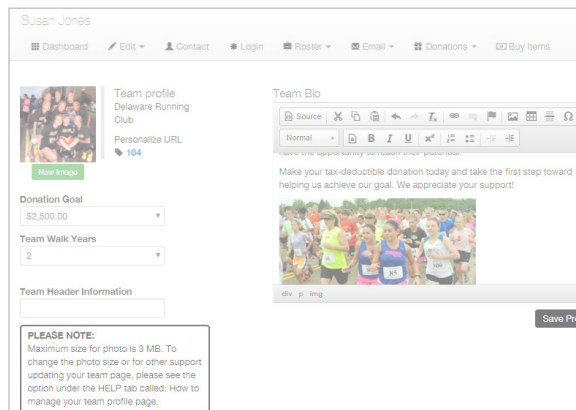 Susan Jones
Dashboard Edit Contact Login Roster Email Donations Buy Items
Team profile
Delaware Running
Club
Personalize URL
104
New Image
Donation Goal
$2,500.00
Team Walk Years
2
Team Header Information
PLEASE NOTE:
Maximum size for photo is 3 MB. To
change the photo size or for other support
updating your team page, please see the
option under the HELP tab called: How to
manage your team profile page.
Team Bio
Source
Normal B I U
have the opportunity to reach their potential.
Make your tax-deductible donation today and take the first step toward
helping us achieve our goal. We appreciate your support!
85
div p img
Save Pro